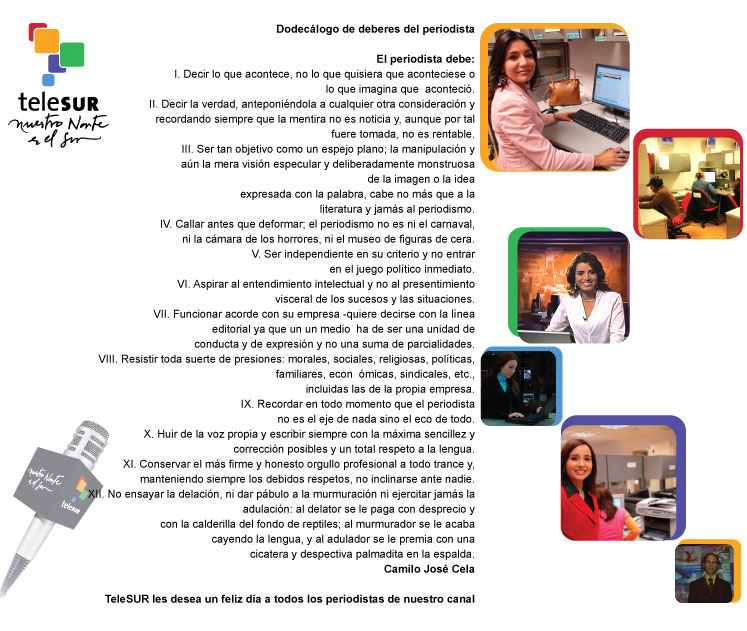 Dodecálogo de deberes del periodista
El periodista debe:
I. Decir lo que acontece, no lo que quisiera que aconteciese o
lo que imagina que aconteció.
II. Decir la verdad, anteponiéndola a cualquier otra consideración y
recordando siempre que la mentira no es noticia y, aunque por tal
fuere tomada, no es rentable.
III. Ser tan objetivo como un espejo plano; la manipulación y
aún la mera visión especular y deliberadamente monstruosa
de la imagen o la idea
expresada con la palabra, cabe no más que a la
literatura y jamás al periodismo.
IV. Callar antes que deformar; el periodismo no es ni el carnaval,
ni la cámara de los horrores, ni el museo de figuras de cera.
V. Ser independiente en su criterio y no entrar
en el juego político inmediato.
VI. Aspirar al entendimiento intelectual y no al presentimiento
visceral de los sucesos y las situaciones.
VII. Funcionar acorde con su empresa -quiere decirse con la línea
editorial ya que un un medio ha de ser una unidad de
conducta y de expresión y no una suma de parcialidades.
VIII. Resistir toda suerte de presiones: morales, sociales, religiosas, políticas,
familiares, econ ómicas, sindicales, etc.,
incluidas las de la propia empresa.
IX. Recordar en todo momento que el periodista
no es el eje de nada sino el eco de todo.
X. Huir de la voz propia y escribir siempre con la máxima sencillez y
corrección posibles y un total respeto a la lengua.
XI. Conservar el más firme y honesto orgullo profesional a todo trance y,
manteniendo siempre los debidos respetos, no inclinarse ante nadie.
XII. No ensayar la delación, ni dar pábulo a la murmuración ni ejercitar jamás la
adulación: al delator se le paga con desprecio y
con la calderilla del fondo de reptiles; al murmurador se le acaba
cayendo la lengua, y al adulador se le premia con una
cicatera y despectiva palmadita en la espalda.
Camilo José Cela
TeleSUR les desea un feliz día a todos los periodistas de nuestro canal
teleSUR
nuestro Norte
es el Sur
nuestro Norte
es el Sur
teleSUR